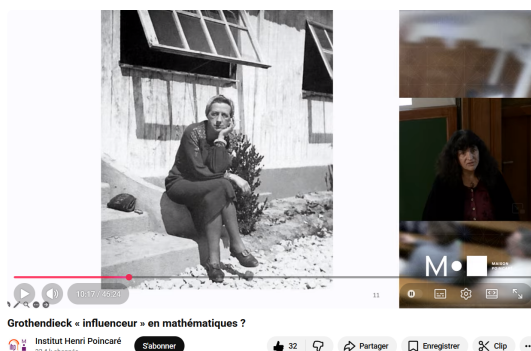 M
MAISON
10:17 / 45:24
11
Grothendieck « influenceur » en mathématiques ?
Institut Henri Poincaré
S'abonner
32
Partager
Enregistrer
Clip